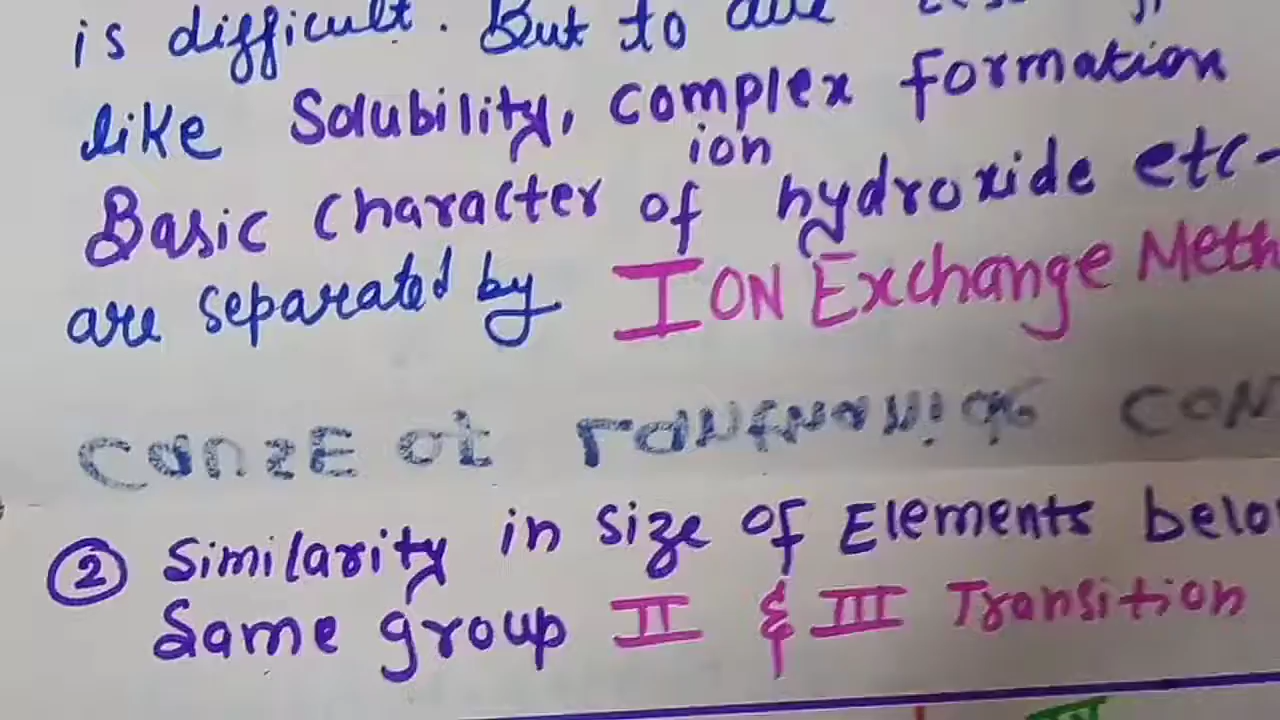 is difficult. But to due
like Solubility, complex formation
ion
Basic Character of hydroxide etc-
are separated by ION Exchange Meth
② Similarity in size of Elements belo
Same group II & III Transition